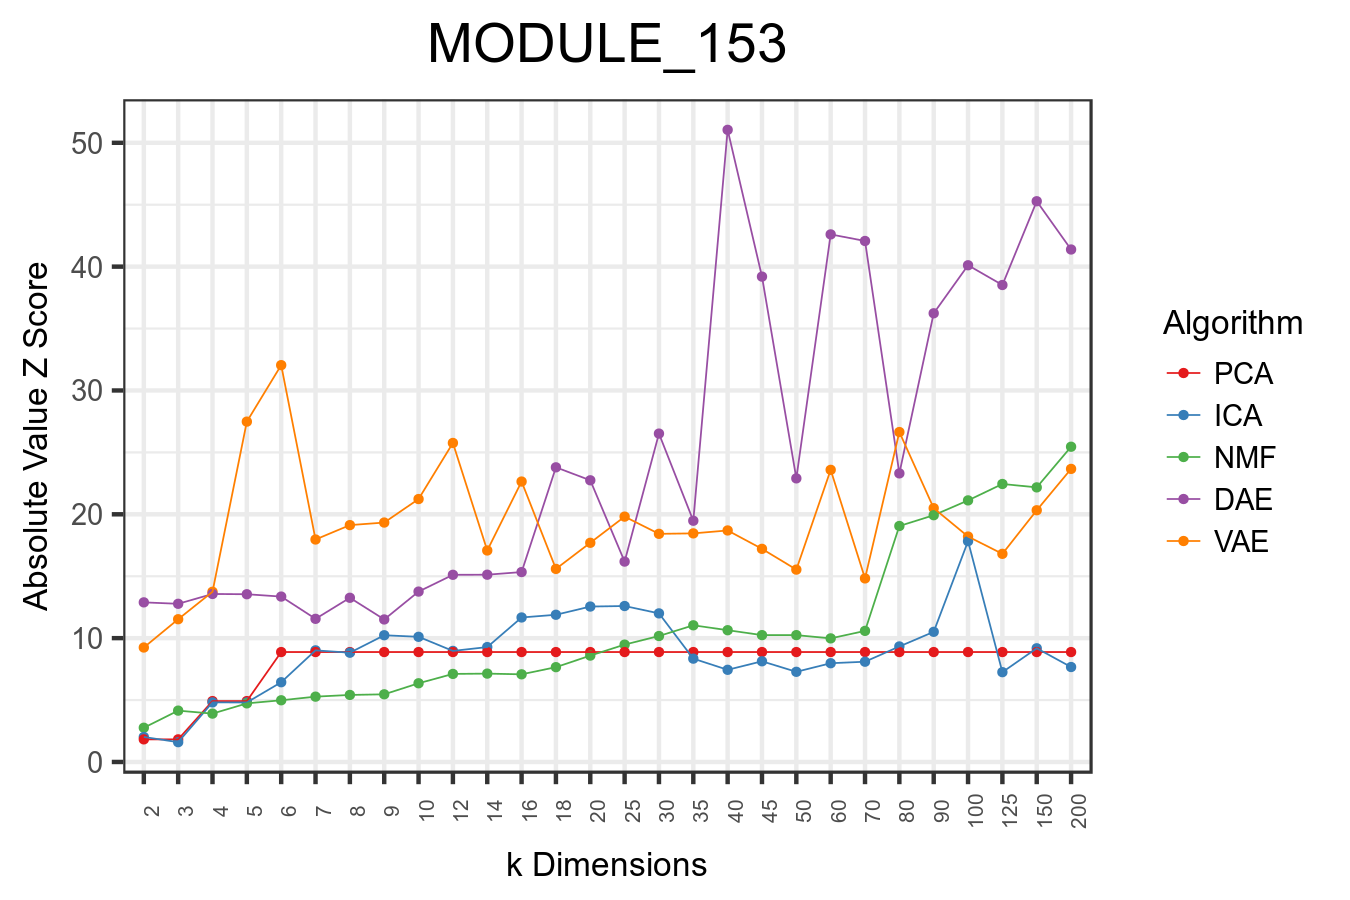 MODULE_153
Absolute Value Z Score
50
40
30
20
10
0
2 3 4 5 6 7 8 9 10 12 14 16 18 20 25 30 35 40 45 50 60 70 80 90 100 125 150 200
k Dimensions
Algorithm
PCA
ICA
NMF
DAE
VAE